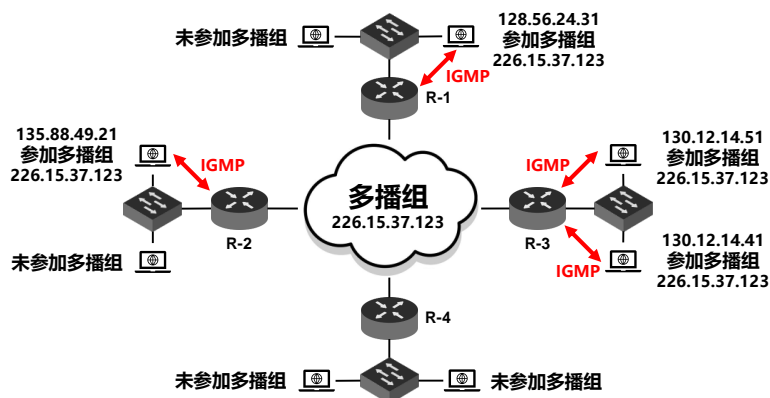 未参加多播组
128.56.24.31
参加多播组
226.15.37.123
IGMP
R-1
135.88.49.21
参加多播组
226.15.37.123
IGMP
R-2
未参加多播组
多播组
226.15.37.123
IGMP
R-3
IGMP
130.12.14.51
参加多播组
226.15.37.123
130.12.14.41
参加多播组
226.15.37.123
R-4
未参加多播组
未参加多播组